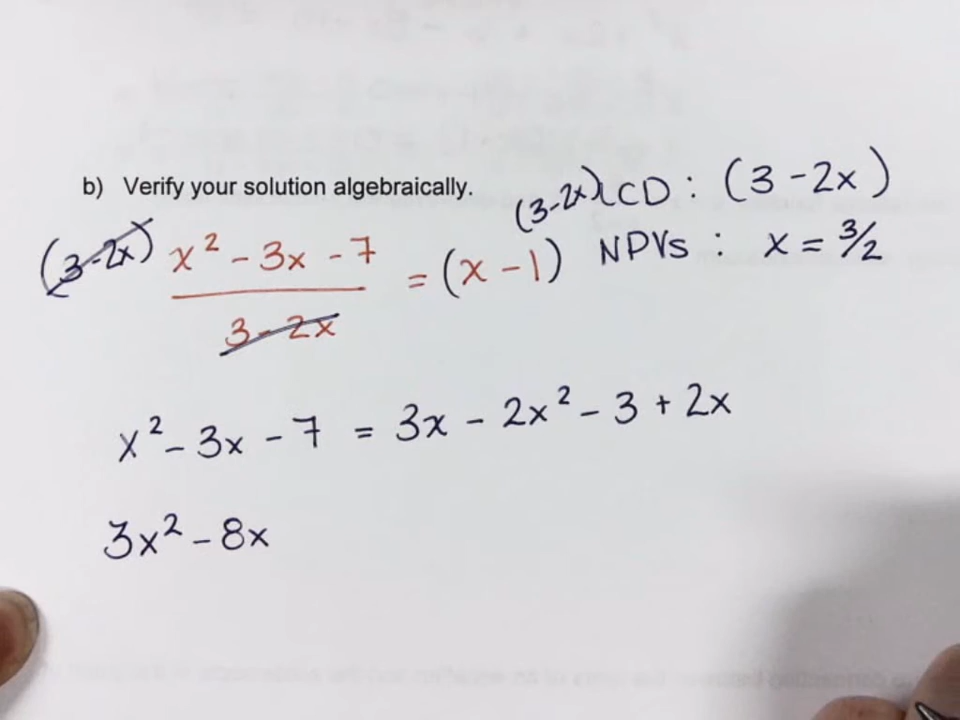 b) Verify your solution algebraically.
(3-2x) LCD : (3-2x)
NPVs : x = 3/2
(3-2x) x² - 3x - 7 = (x - 1)
3 - 2x
x² - 3x - 7 = 3x - 2x² - 3 + 2x
3x² - 8x